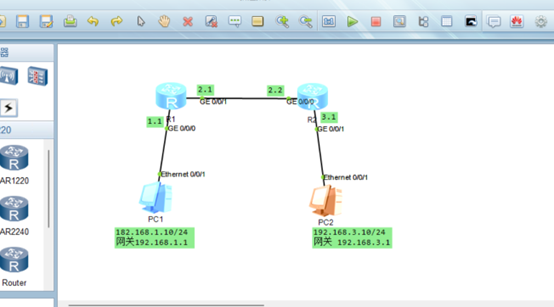 器
2.1
2.2
GE 0/0/1
GE 0/0/0
R
R
R1
R2
1.1
3.1
GE 0/0/0
GE 0/0/1
220
R
AR1220
Ethernet 0/0/1
Ethernet 0/0/1
R
AR2240
PC1
PC2
182.168.1.10/24
网关192.168.1.1
192.168.3.10/24
网关 192.168.3.1
R
Router